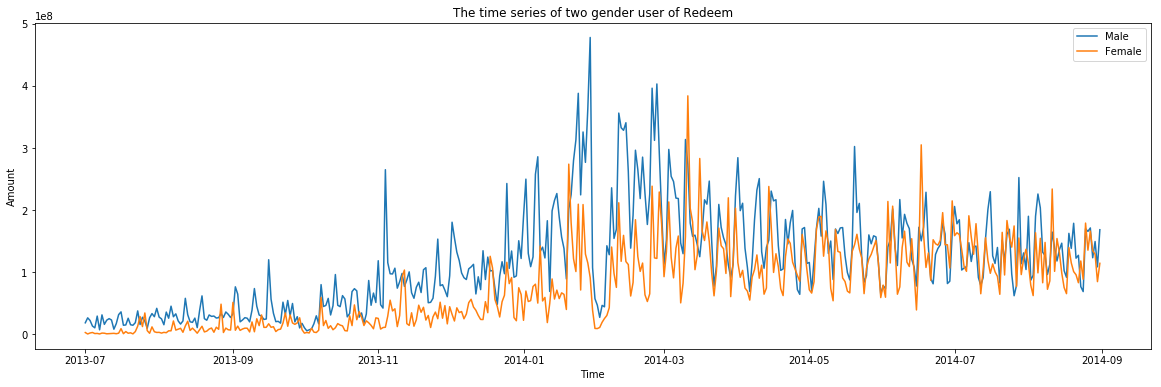 The time series of two gender user of Redeem
1e8
5
4
3
2
1
0
Amount
Male
Female
2013-07
2013-09
2013-11
2014-01
2014-03
2014-05
2014-07
2014-09
Time